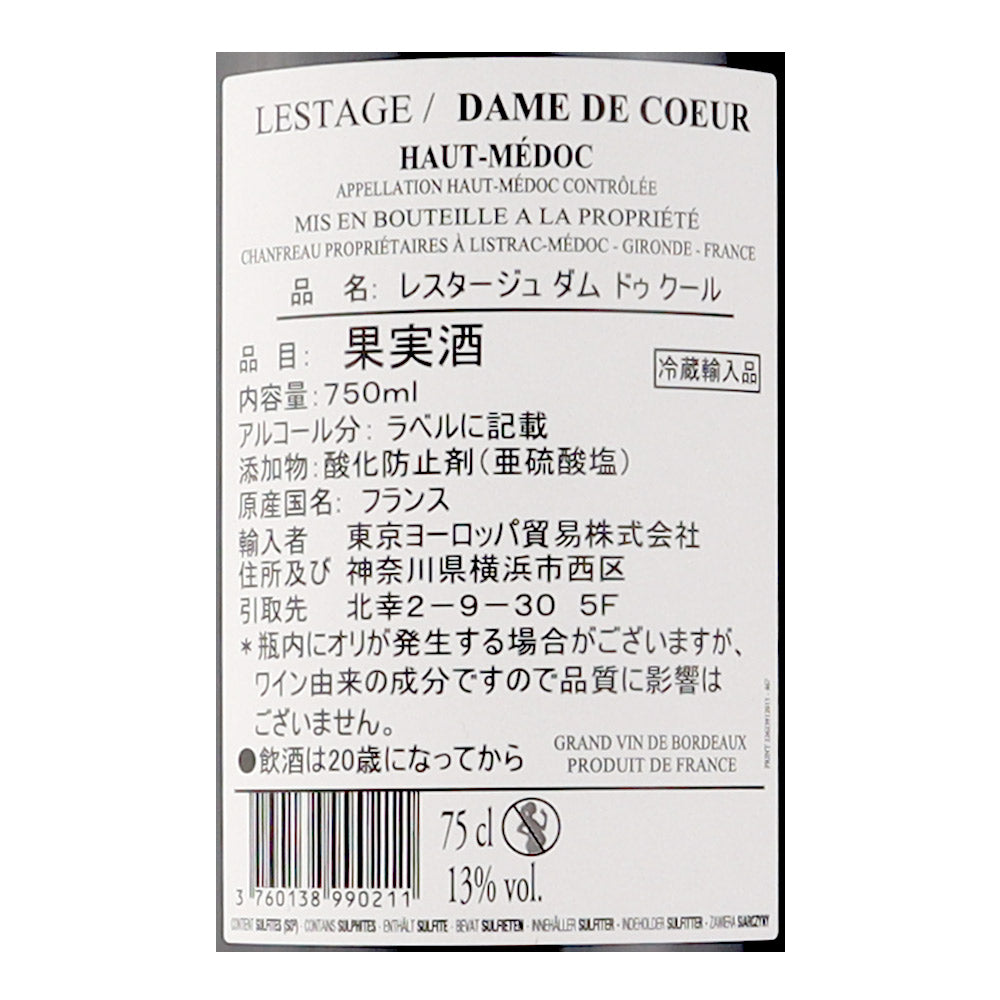 LESTAGE / DAME DE COEUR
HAUT-MÉDOC
APPELLATION HAUT-MÉDOC CONTRÔLÉE
MIS EN BOUTEILLE A LA PROPRIÉTÉ
CHANFREAU PROPRIÉTAIRES À LISTRAC-MÉDOC - GIRONDE - FRANCE
品 名: レスタージュ ダム ドゥ クール
品 目: 果実酒
冷蔵輸入品
内容量:750ml
アルコール分: ラベルに記載
添加物:酸化防止剤(亜硫酸塩)
原産国名: フランス
輸入者 東京ヨーロッパ貿易株式会社
住所及び 神奈川県横浜市西区
引取先 北幸2-9-30 5F
*瓶内にオリが発生する場合がございますが、
ワイン由来の成分ですので品質に影響は
ございません。
●飲酒は20歳になってから
GRAND VIN DE BORDEAUX
PRODUIT DE FRANCE
75 cl
13% vol.
3 760138 990211
CONTENT SULFITES (SIP) · CONTAINS SULPHITES · ENTHÄLT SULFITE · BEVAT SULFIETEN · INNEHÅLLER SULFITER · INDEHOLDER SULFITTER · ZAWIERA SIARCZYNY